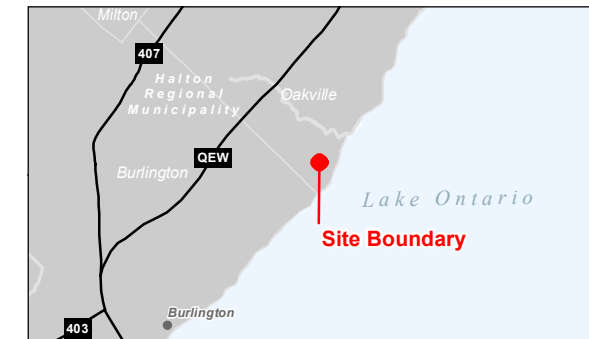 Milton
407
Halton
Regional
Municipality
Oakville
QEW
Burlington
Lake Ontario
Site Boundary
Burlington
403